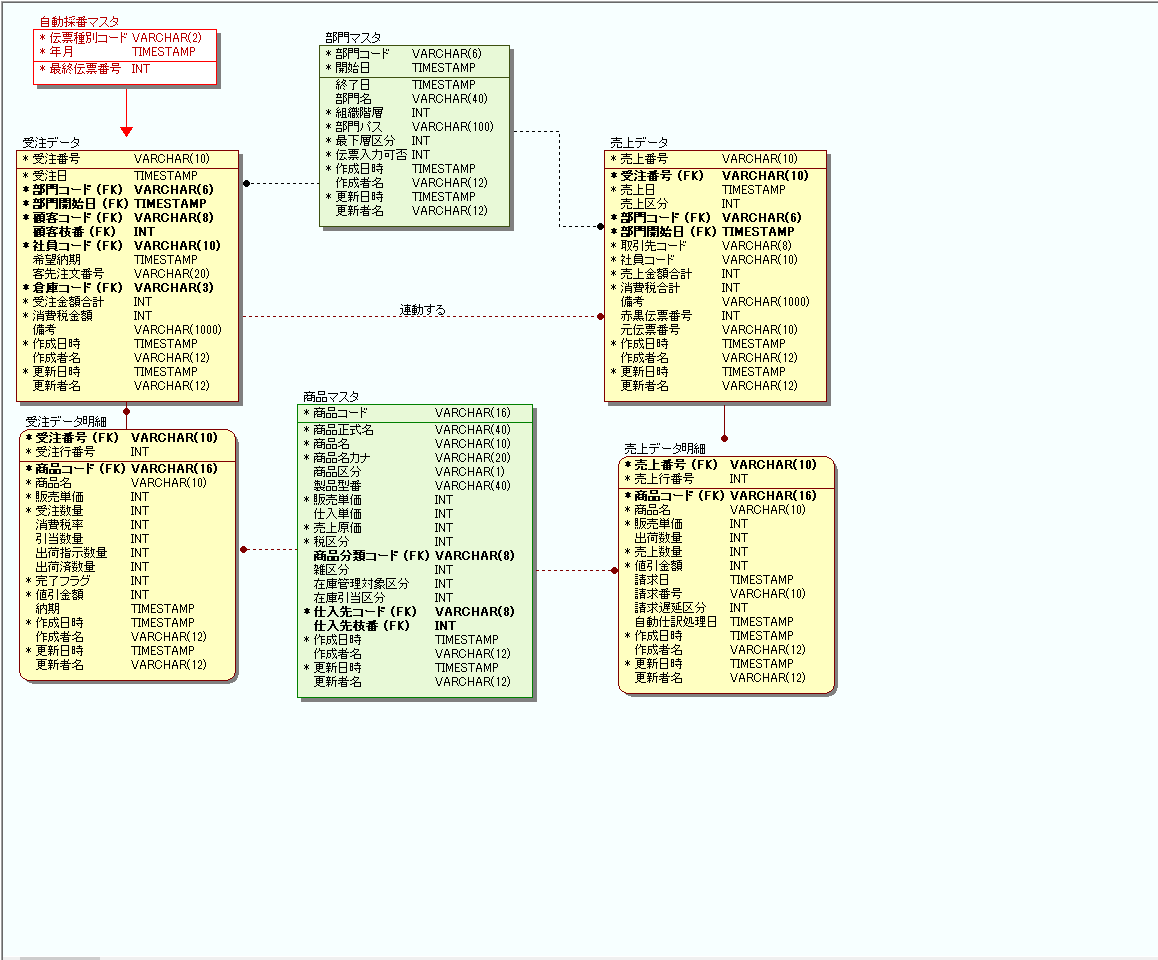 自動採番マスタ
* 伝票種別コード VARCHAR(2)
* 年月 TIMESTAMP
* 最終伝票番号 INT
部門マスタ
* 部門コード VARCHAR(6)
* 開始日 TIMESTAMP
終了日 TIMESTAMP
部門名 VARCHAR(40)
* 組織階層 INT
* 部門パス VARCHAR(100)
* 最下層区分 INT
* 伝票入力可否 INT
* 作成日時 TIMESTAMP
作成者名 VARCHAR(12)
* 更新日時 TIMESTAMP
更新者名 VARCHAR(12)
受注データ
* 受注番号 VARCHAR(10)
* 受注日 TIMESTAMP
* 部門コード (FK) VARCHAR(6)
* 部門開始日 (FK) TIMESTAMP
* 顧客コード (FK) VARCHAR(8)
顧客枝番 (FK) INT
* 社員コード (FK) VARCHAR(10)
希望納期 TIMESTAMP
客先注文番号 VARCHAR(20)
* 倉庫コード (FK) VARCHAR(3)
* 受注金額合計 INT
* 消費税金額 INT
備考 VARCHAR(1000)
* 作成日時 TIMESTAMP
作成者名 VARCHAR(12)
* 更新日時 TIMESTAMP
更新者名 VARCHAR(12)
連動する
売上データ
* 売上番号 VARCHAR(10)
* 受注番号 (FK) VARCHAR(10)
* 売上日 TIMESTAMP
売上区分 INT
* 部門コード (FK) VARCHAR(6)
* 部門開始日 (FK) TIMESTAMP
* 取引先コード VARCHAR(8)
* 社員コード VARCHAR(10)
* 売上金額合計 INT
* 消費税合計 INT
備考 VARCHAR(1000)
赤黒伝票番号 INT
元伝票番号 VARCHAR(10)
* 作成日時 TIMESTAMP
作成者名 VARCHAR(12)
* 更新日時 TIMESTAMP
更新者名 VARCHAR(12)
受注データ明細
* 受注番号 (FK) VARCHAR(10)
* 受注行番号 INT
* 商品コード (FK) VARCHAR(16)
* 商品名 VARCHAR(10)
* 販売単価 INT
* 受注数量 INT
消費税率 INT
引当数量 INT
出荷指示数量 INT
出荷済数量 INT
* 完了フラグ INT
* 値引金額 INT
納期 TIMESTAMP
* 作成日時 TIMESTAMP
作成者名 VARCHAR(12)
* 更新日時 TIMESTAMP
更新者名 VARCHAR(12)
商品マスタ
* 商品コード VARCHAR(16)
* 商品正式名 VARCHAR(40)
* 商品名 VARCHAR(10)
* 商品名カナ VARCHAR(20)
商品区分 VARCHAR(1)
製品型番 VARCHAR(40)
* 販売単価 INT
仕入単価 INT
* 売上原価 INT
* 税区分 INT
商品分類コード (FK) VARCHAR(8)
雑区分 INT
在庫管理対象区分 INT
在庫引当区分 INT
* 仕入先コード (FK) VARCHAR(8)
仕入先枝番 (FK) INT
* 作成日時 TIMESTAMP
作成者名 VARCHAR(12)
* 更新日時 TIMESTAMP
更新者名 VARCHAR(12)
売上データ明細
* 売上番号 (FK) VARCHAR(10)
* 売上行番号 INT
* 商品コード (FK) VARCHAR(16)
* 商品名 VARCHAR(10)
* 販売単価 INT
出荷数量 INT
* 売上数量 INT
* 値引金額 INT
請求日 TIMESTAMP
請求番号 VARCHAR(10)
請求遅延区分 INT
自動仕訳処理日 TIMESTAMP
* 作成日時 TIMESTAMP
作成者名 VARCHAR(12)
* 更新日時 TIMESTAMP
更新者名 VARCHAR(12)